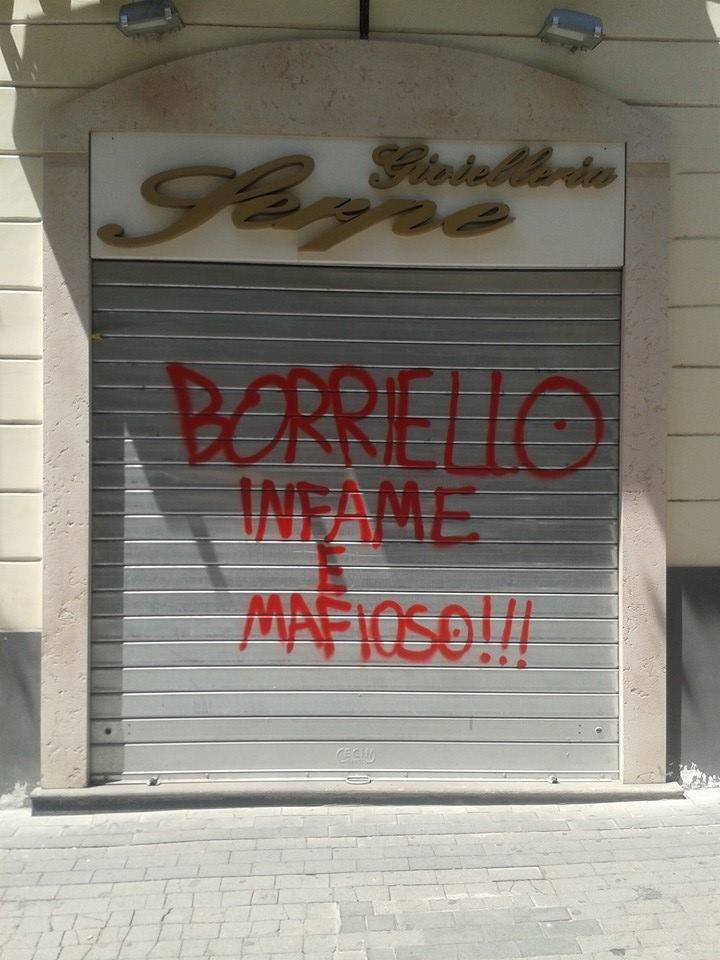 Gioielleria
Serpe
BORRIELLO
INFAME
E
MAFIOSO!!!